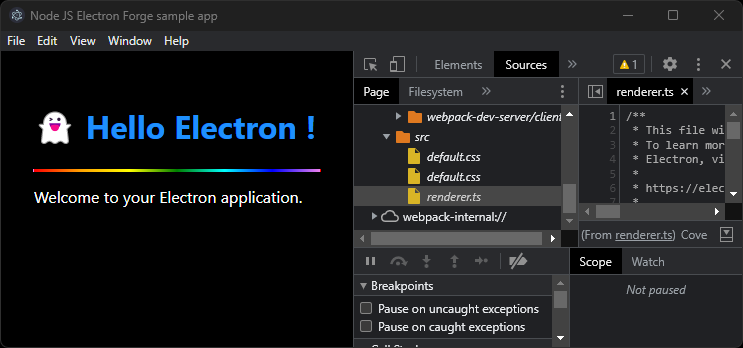 Node JS Electron Forge sample app
File Edit View Window Help
Hello Electron !
Welcome to your Electron application.
Elements Sources 1
Page Filesystem
webpack-dev-server/client
src
default.css
default.css
renderer.ts
webpack-internal://
renderer.ts
1 /**
2 * This file wi
3 * To learn mor
4 * Electron, vi
5 *
6 * https://elec
7 *
(From renderer.ts) Cove
Breakpoints
Pause on uncaught exceptions
Pause on caught exceptions
Call Stack
Scope Watch
Not paused